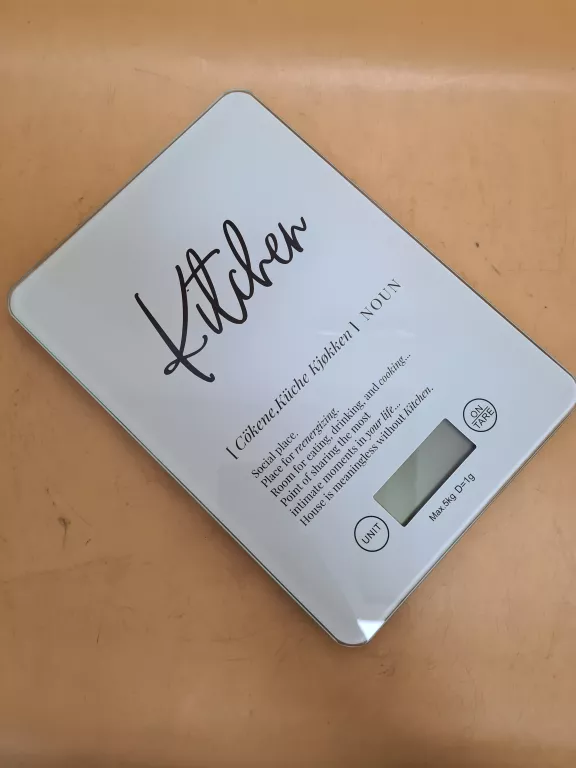 Kitchen
| Cökene,Küche Kjøkken | NOUN
Social place.
Place for reenergizing.
Room for eating, drinking, and cooking...
Point of sharing the most
intimate moments in your life...
House is meaningless without Kitchen.
UNIT
ON
TARE
Max.5kg D=1g